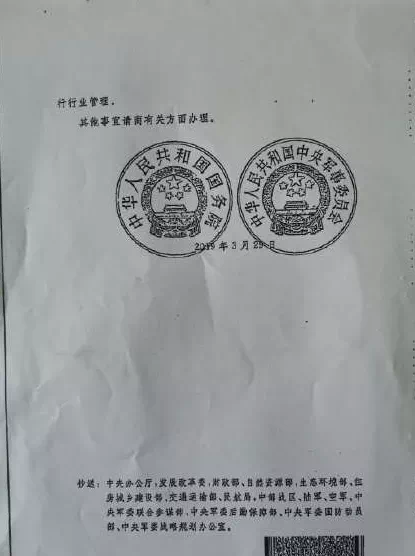 行行业管理。
其他事宜请商有关方面办理。
中华人民共和国国务院
中华人民共和国中央军事委员会
2019年3月29日
抄送：中央办公厅，发展改革委、财政部、自然资源部、生态环境部、住
房城乡建设部、交通运输部、民航局，中部战区、陆军、空军、中
央军委联合参谋部、中央军委后勤保障部、中央军委国防动员
部、中央军委战略规划办公室。